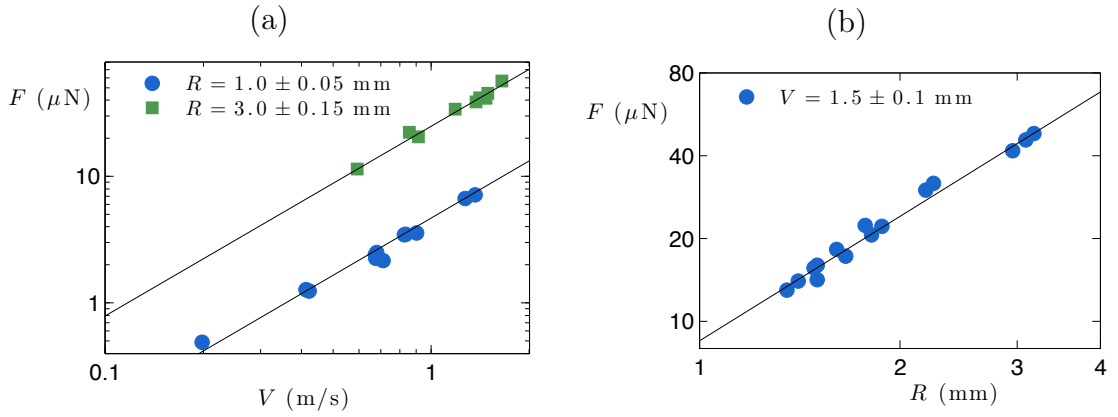 (a)
F (μN)
R = 1.0 ± 0.05 mm
R = 3.0 ± 0.15 mm
10
1
0.1
1
V (m/s)
(b)
F (μN)
V = 1.5 ± 0.1 mm
80
40
20
10
1
2
3
4
R (mm)